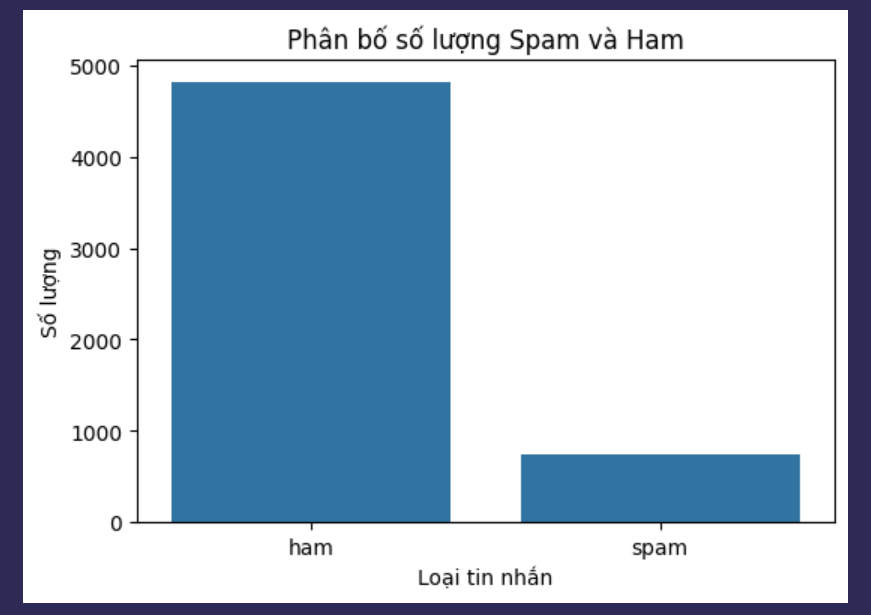 Phân bố số lượng Spam và Ham
5000
4000
3000
2000
1000
0
Số lượng
ham
spam
Loại tin nhắn